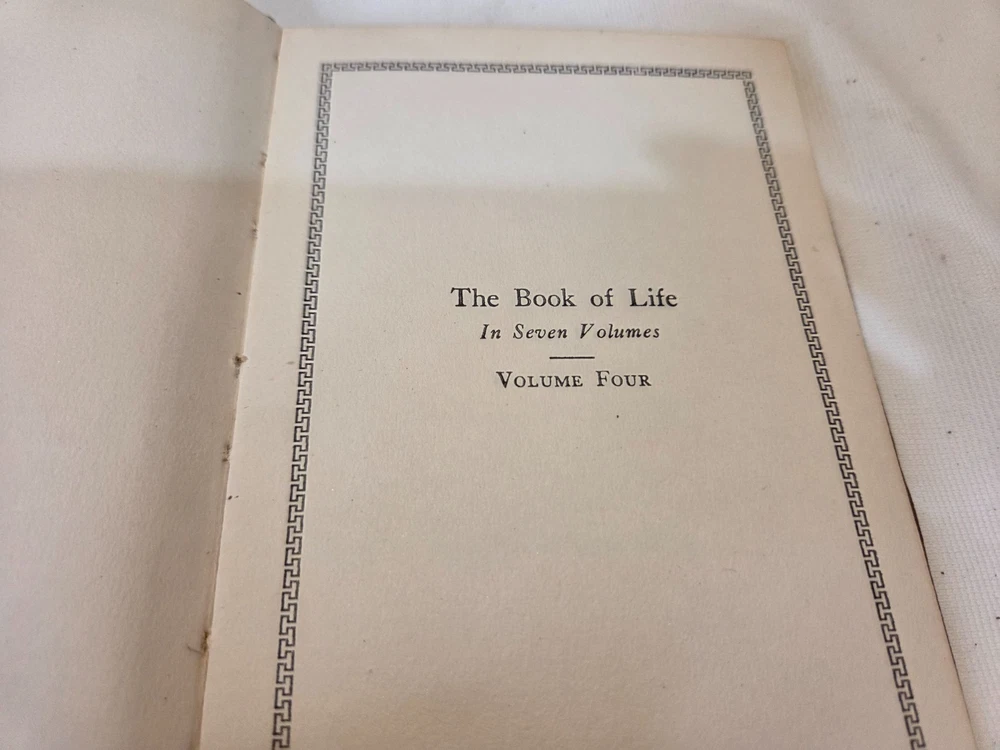 The Book of Life
In Seven Volumes
VOLUME FOUR